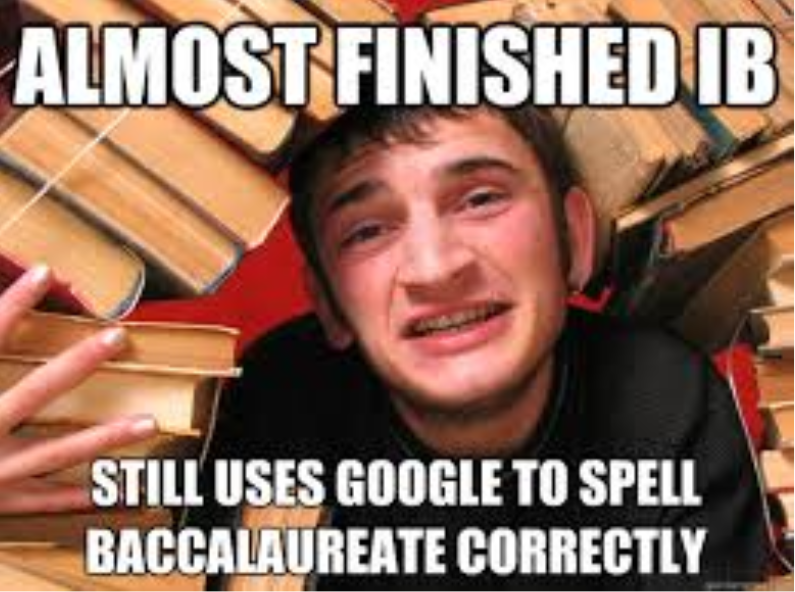 ALMOST FINISHED IB
STILL USES GOOGLE TO SPELL
BACCALAUREATE CORRECTLY